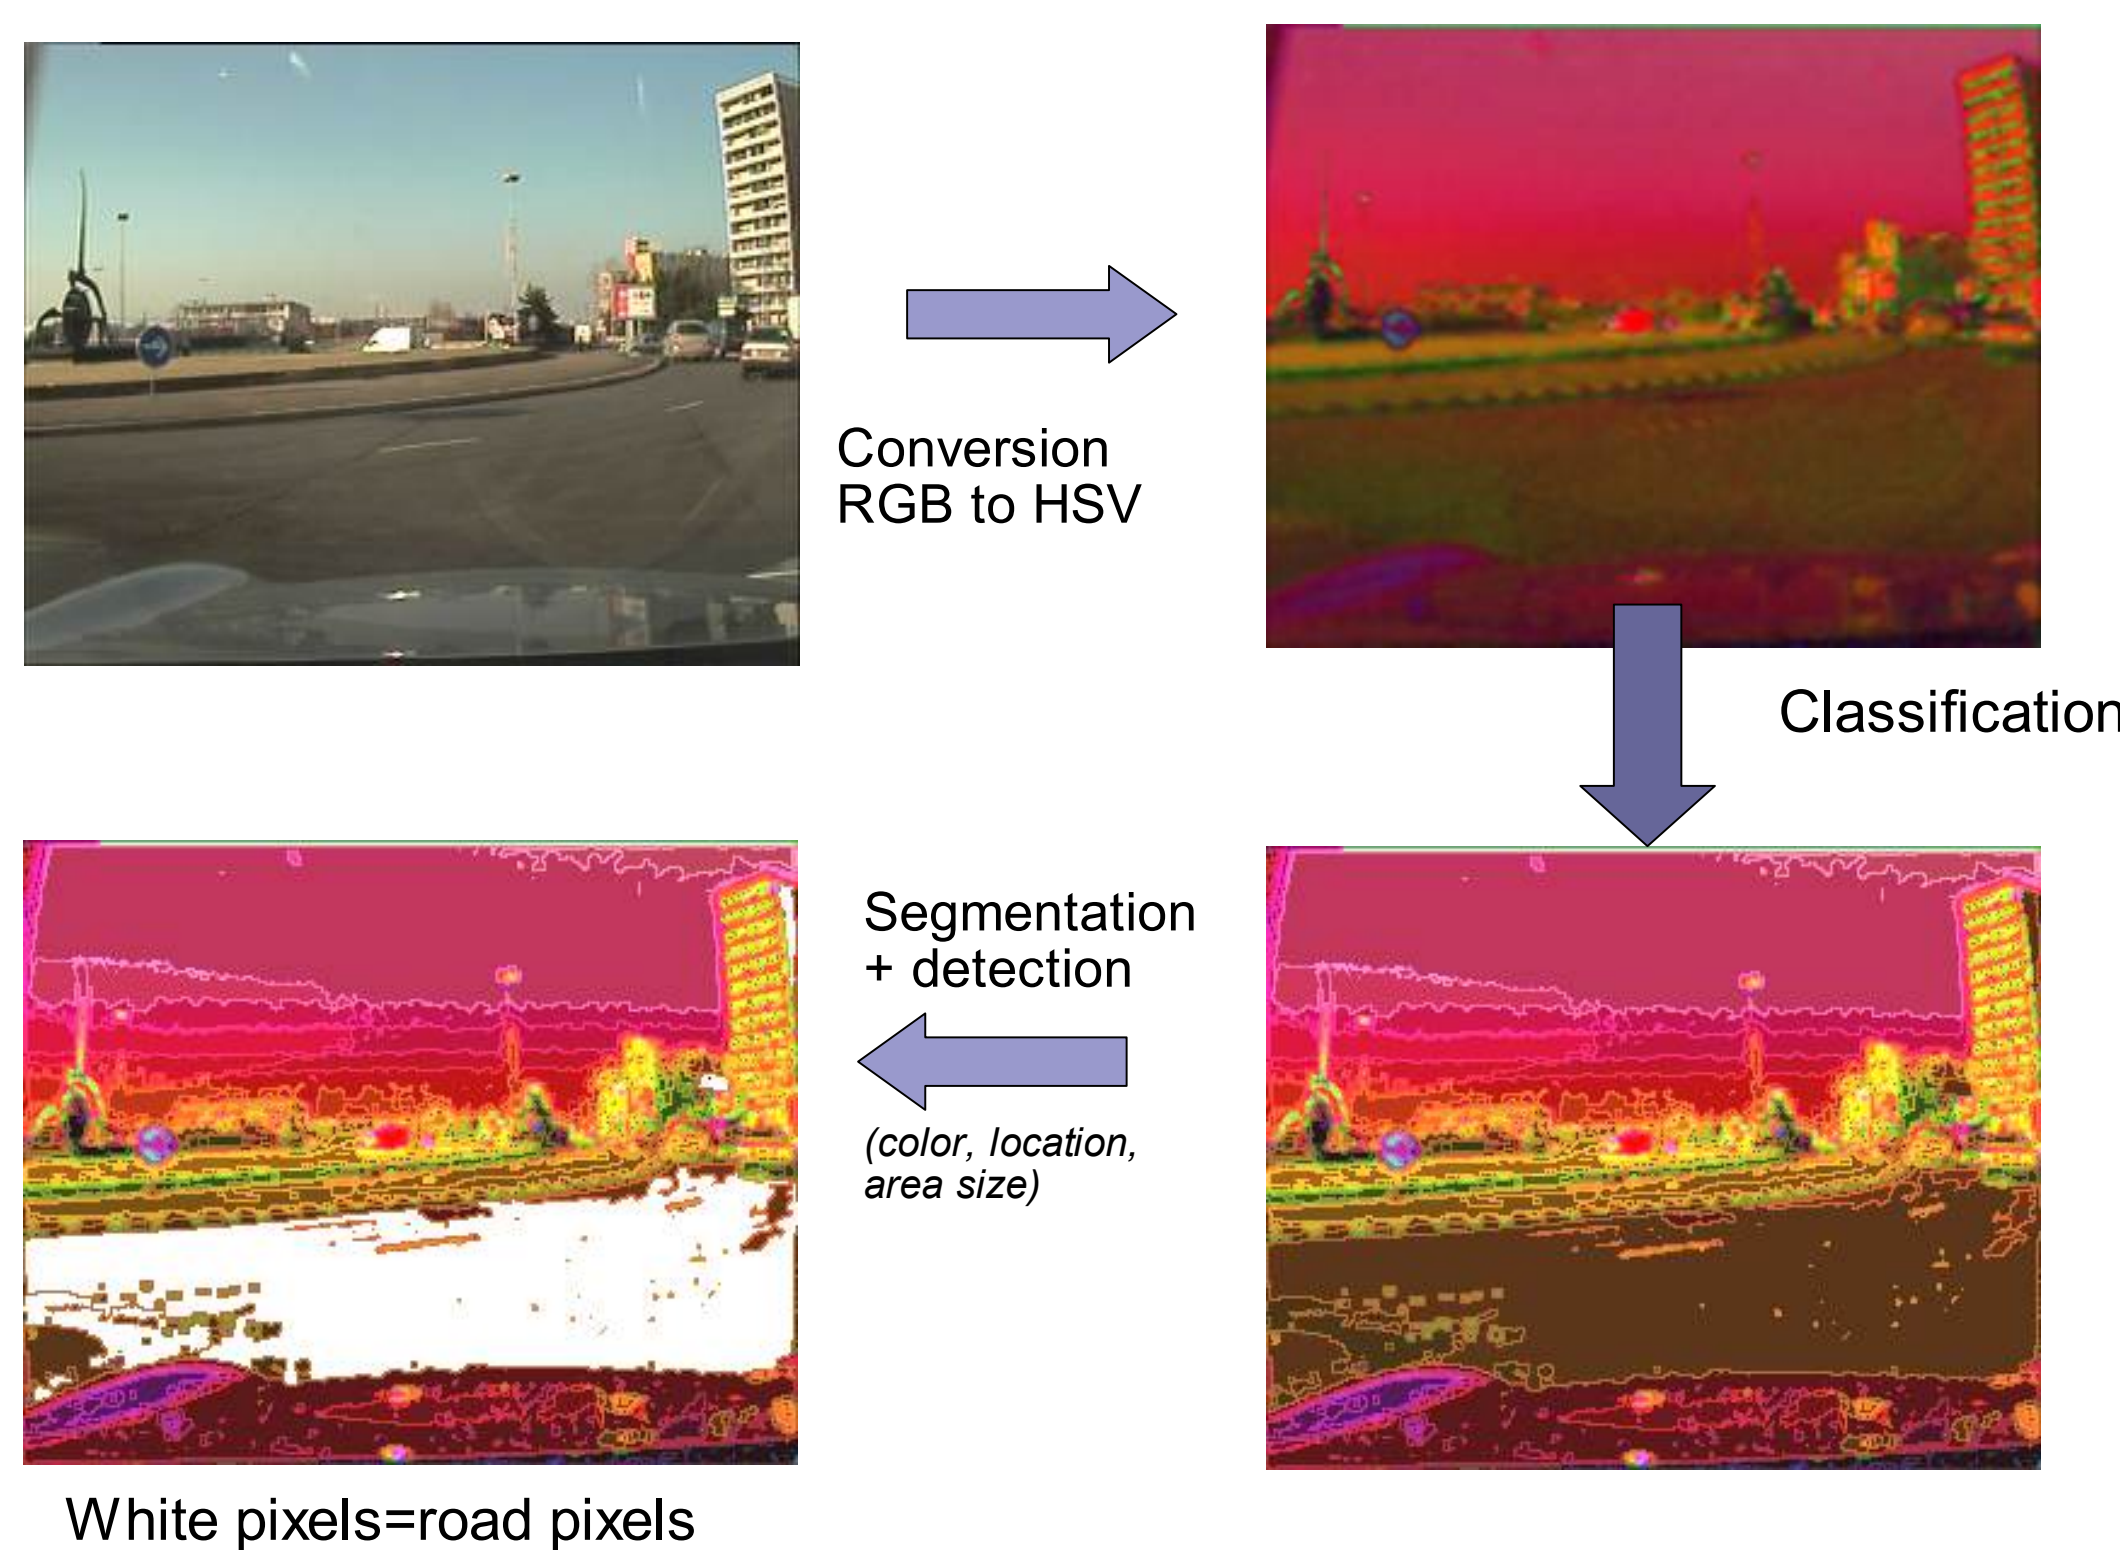 Conversion
RGB to HSV
Classification
Segmentation
+ detection
(color, location,
area size)
White pixels=road pixels